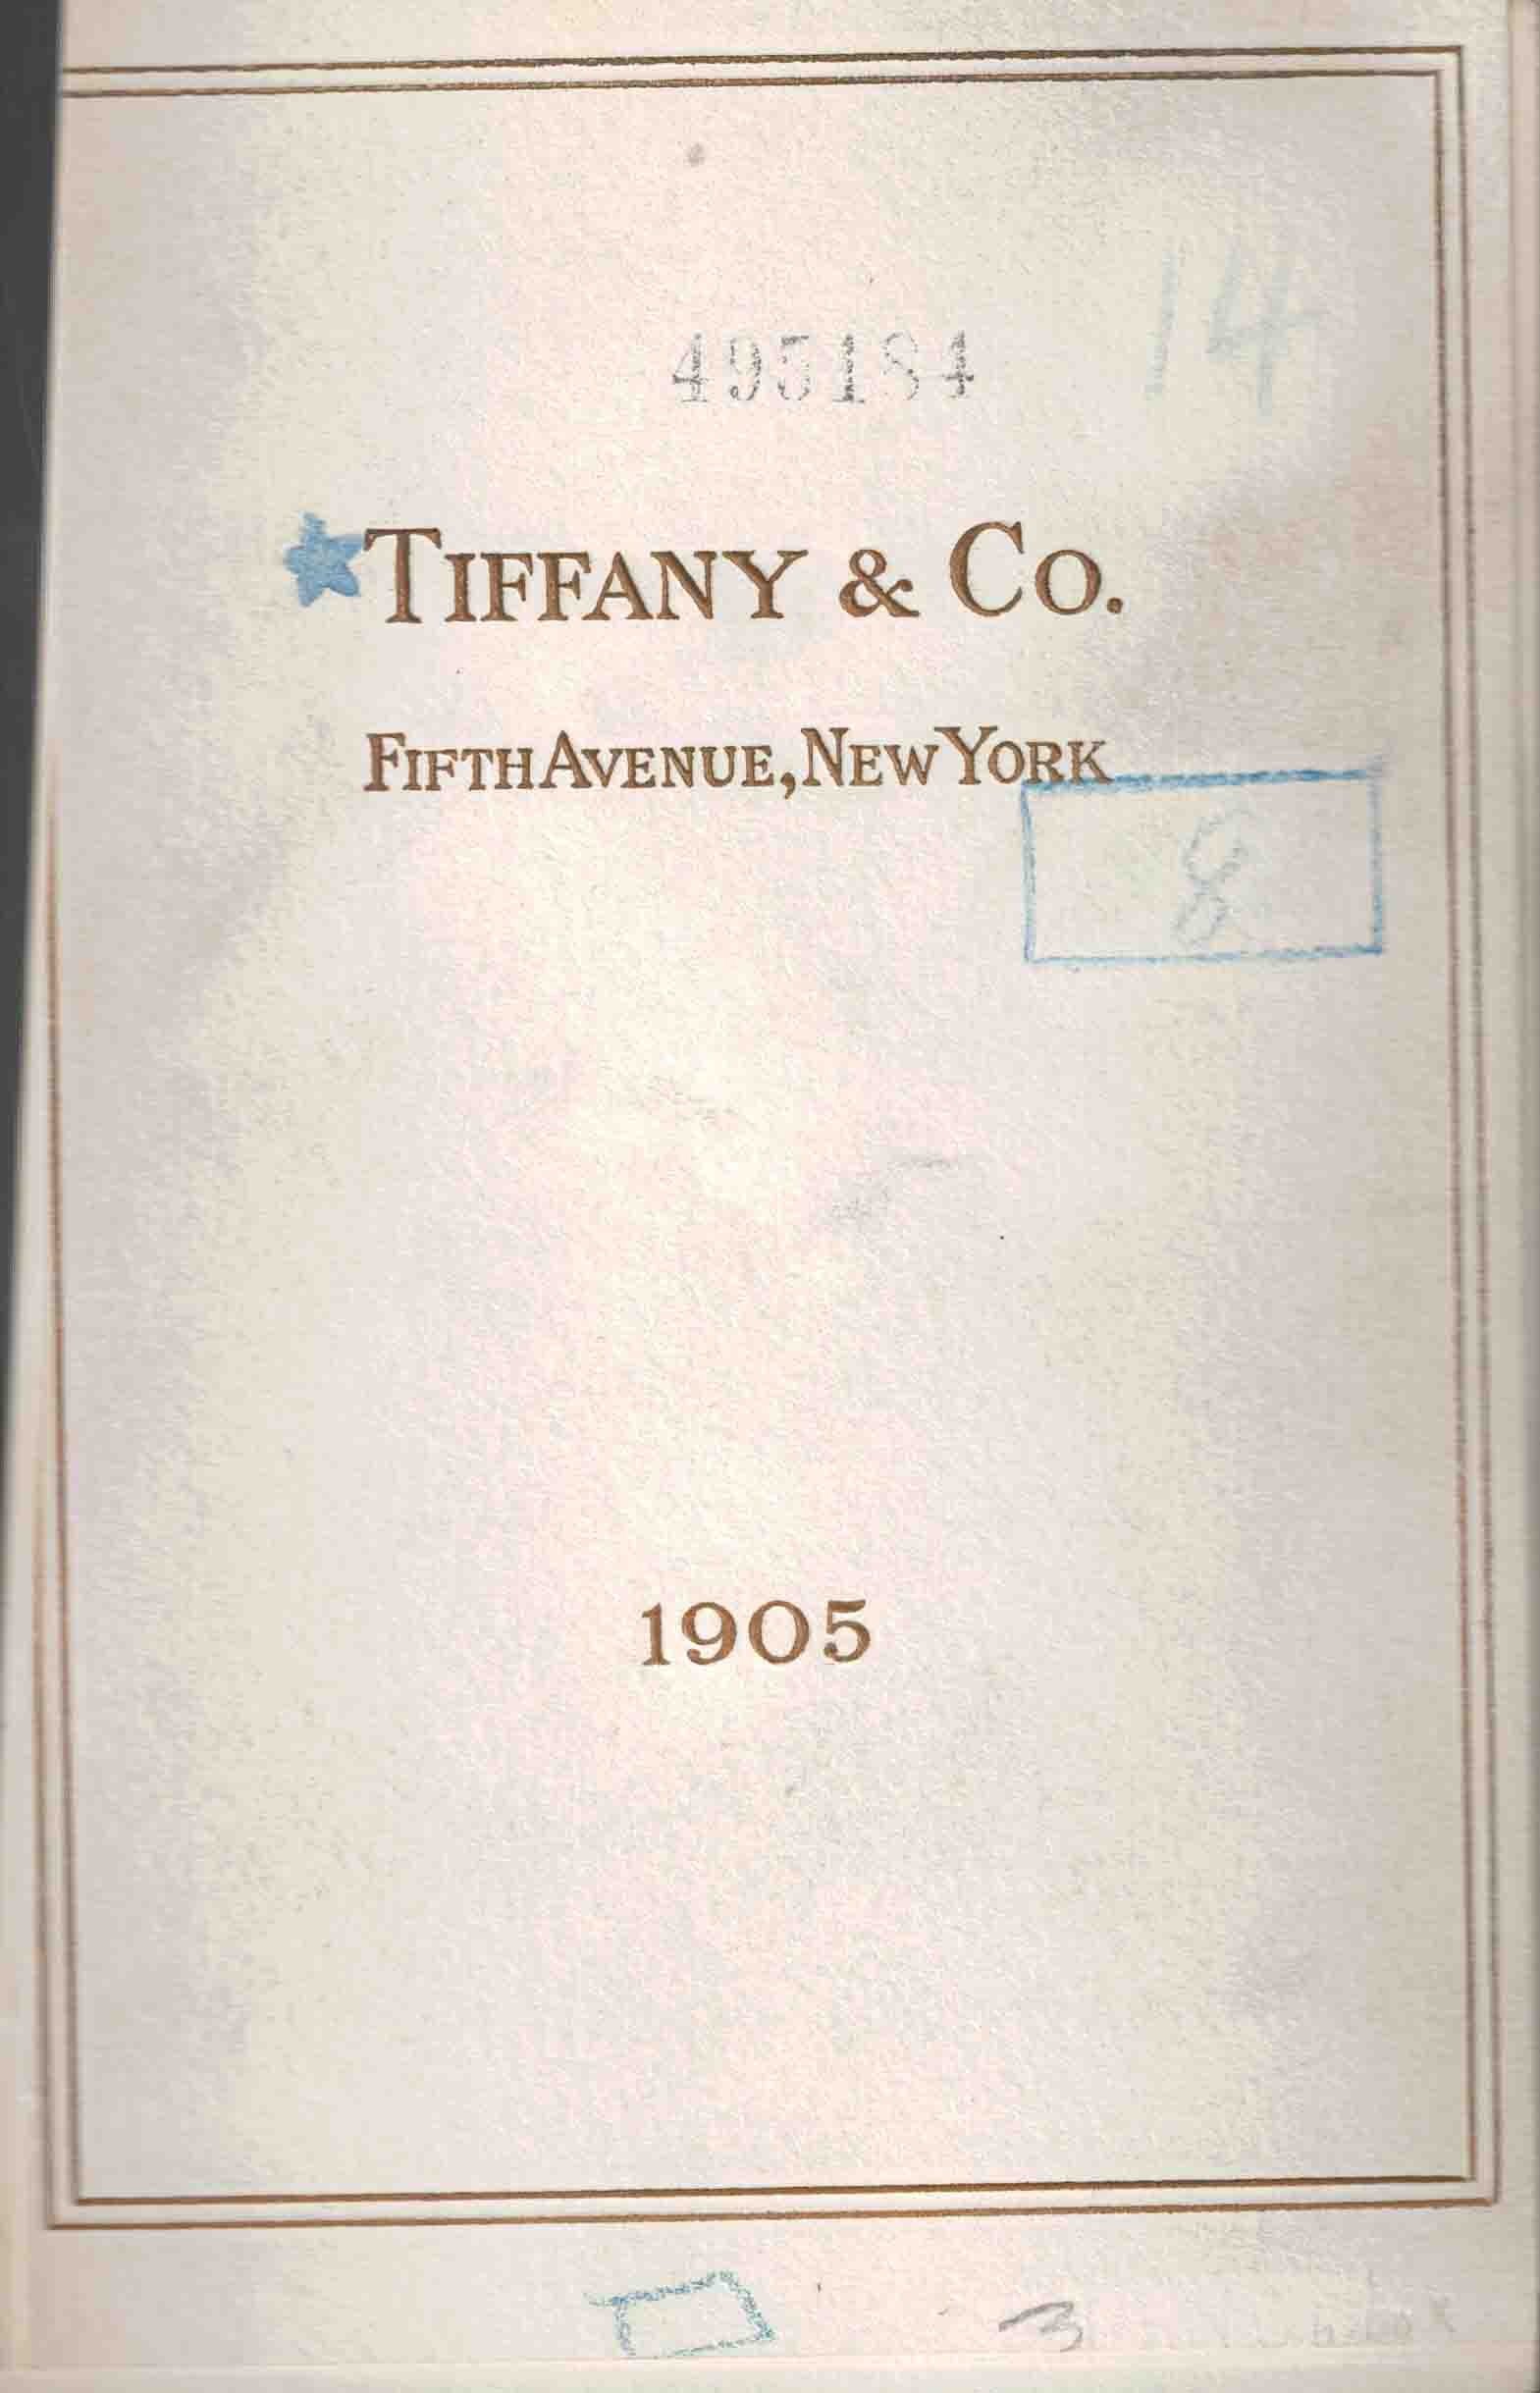 14
495184
TIFFANY & CO.
FIFTH AVENUE, NEW YORK
8
1905
3